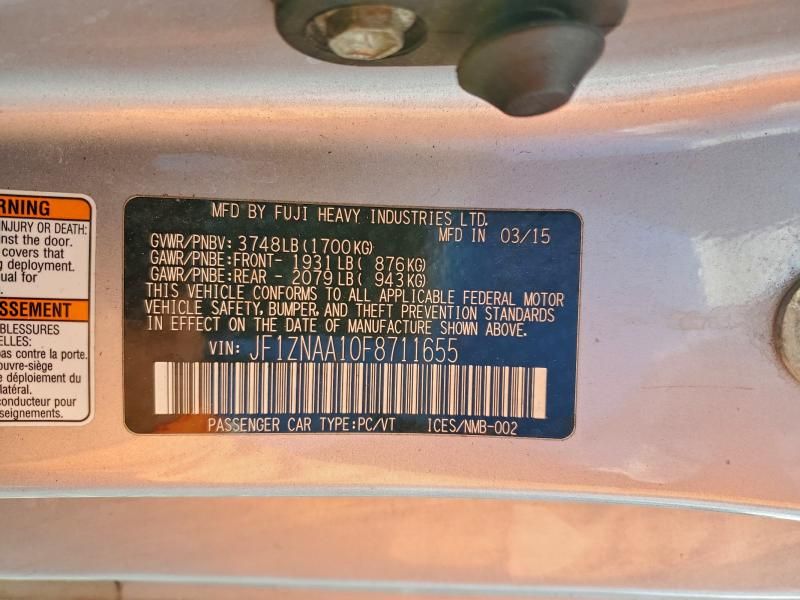 RNING
INJURY OR DEATH:
nst the door.
covers that
g deployment.
ual for
SSEMENT
BLESSURES
ELLES:
pas contre la porte.
ouvre-siège
e déploiement du
latéral.
conducteur pour
seignements.
MFD BY FUJI HEAVY INDUSTRIES LTD.
MFD IN 03/15
GVWR/PNBV: 3748LB(1700KG)
GAWR/PNBE:FRONT- 1931LB( 876KG)
GAWR/PNBE:REAR - 2079LB( 943KG)
THIS VEHICLE CONFORMS TO ALL APPLICABLE FEDERAL MOTOR
VEHICLE SAFETY, BUMPER, AND THEFT PREVENTION STANDARDS
IN EFFECT ON THE DATE OF MANUFACTURE SHOWN ABOVE.
VIN: JF1ZNAA10F8711655
PASSENGER CAR TYPE:PC/VT ICES/NMB-002